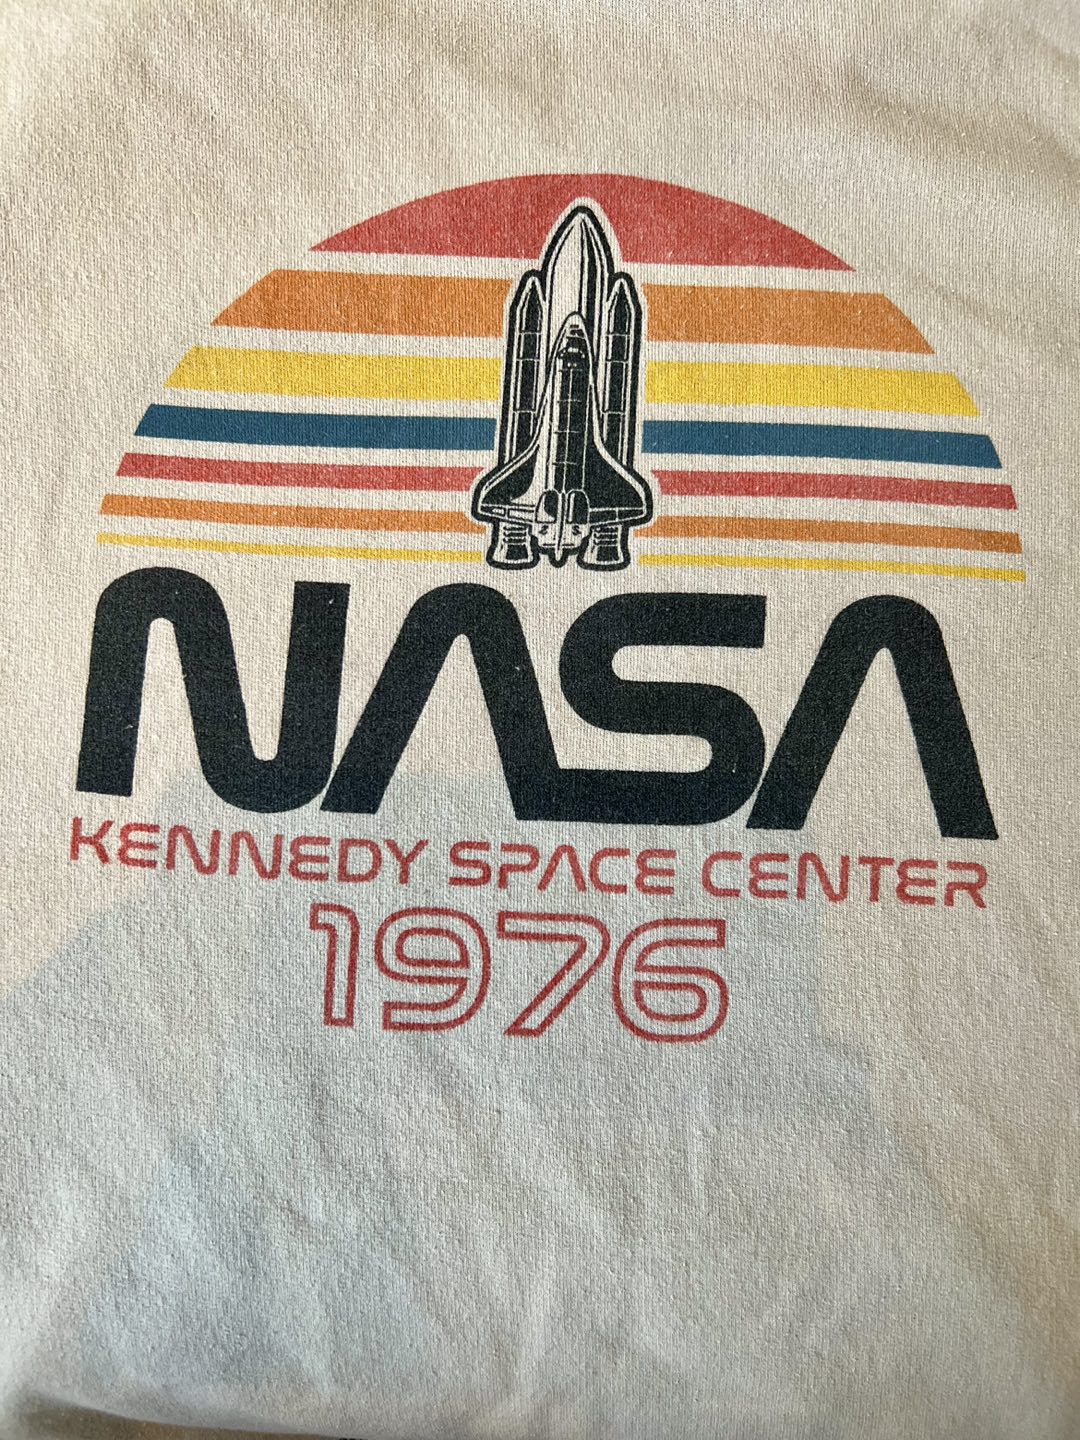 NASA
KENNEDY SPACE CENTER
1976